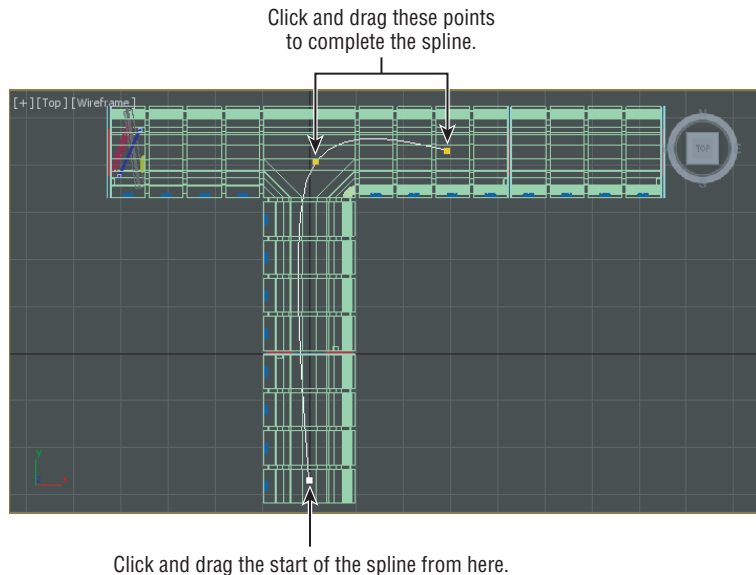 Click and drag these points
to complete the spline.
[+][Top][Wireframe]
N
TOP
E
S
y
x
Click and drag the start of the spline from here.